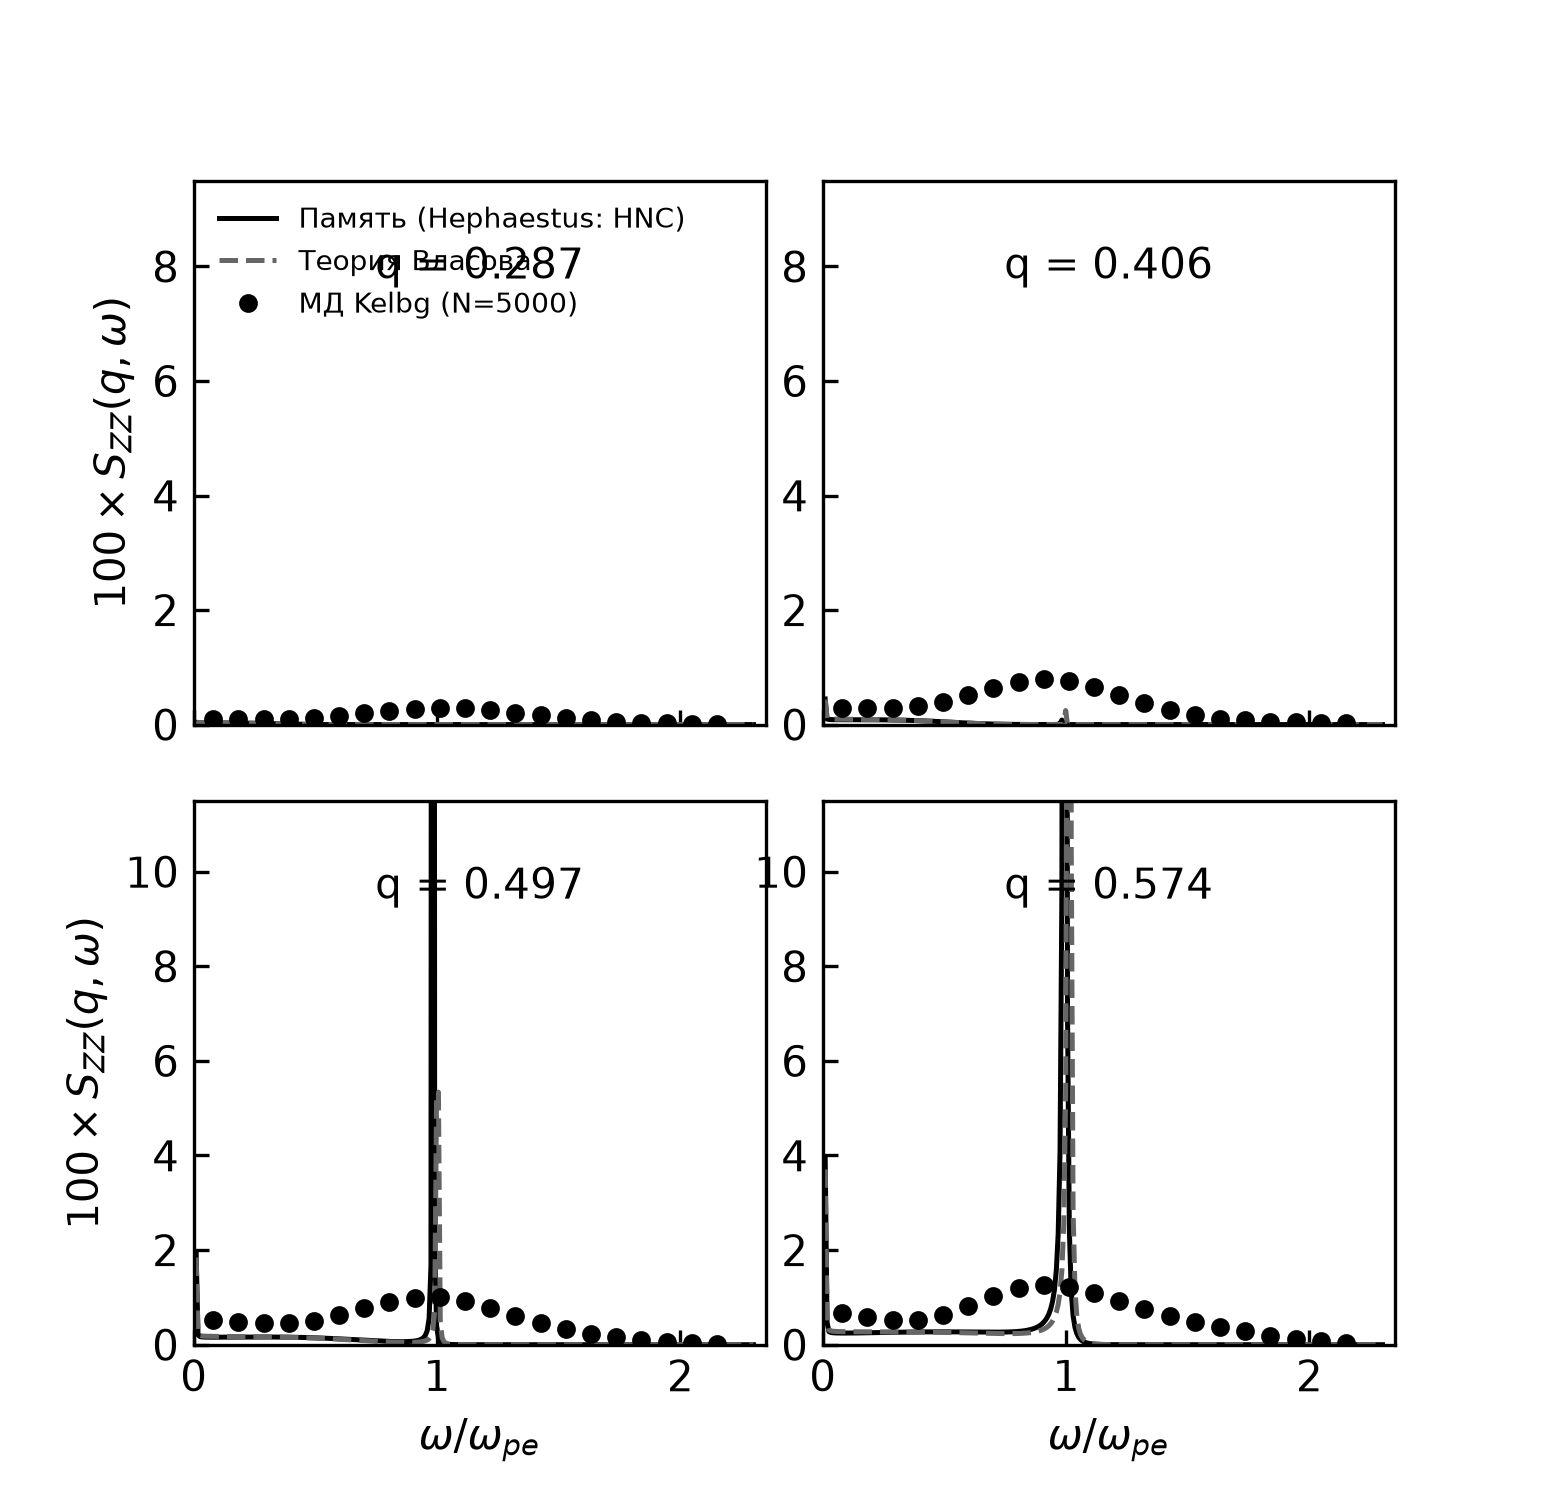 Память (Hephaestus: HNC)
Теория Власова
q = 0.287
МД Kelbg (N=5000)
8
6
4
2
0
100 × S_ZZ(q, ω)
q = 0.406
8
6
4
2
0
q = 0.497
10
8
6
4
2
0
100 × S_ZZ(q, ω)
0 1 2
ω/ω_pe
q = 0.574
10
8
6
4
2
0
0 1 2
ω/ω_pe